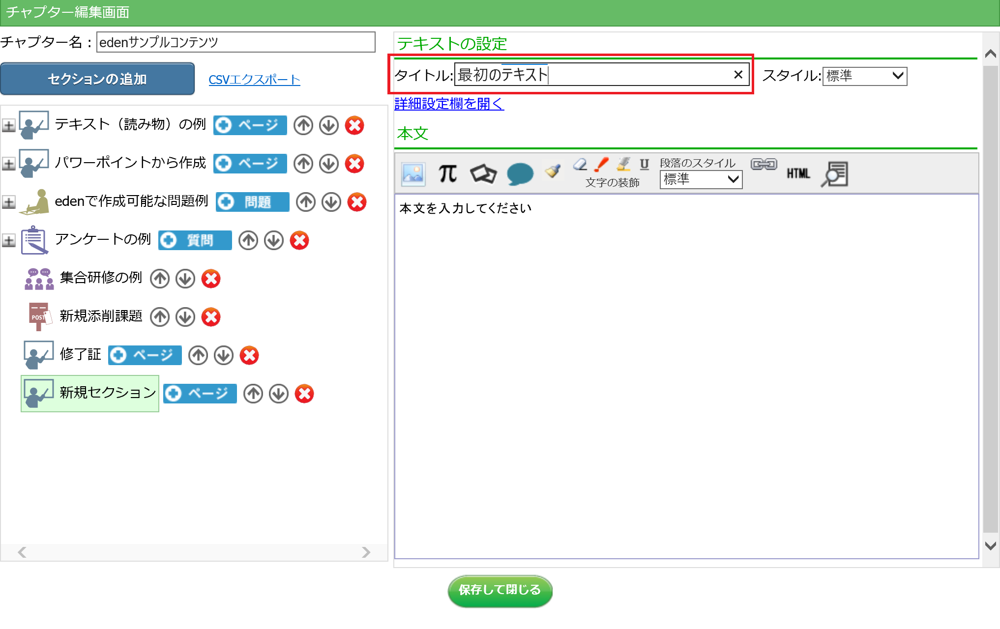 チャプター編集画面
チャプター名：edenサンプルコンテンツ
セクションの追加
CSVエクスポート
テキスト（読み物）の例 ページ
パワーポイントから作成 ページ
edenで作成可能な問題例 問題
アンケートの例 質問
集合研修の例
POST
新規添削課題
修了証 ページ
新規セクション ページ
テキストの設定
タイトル:最初のテキスト スタイル:標準
詳細設定欄を開く
本文
π U 段落のスタイル
文字の装飾 標準 HTML
本文を入力してください
保存して閉じる